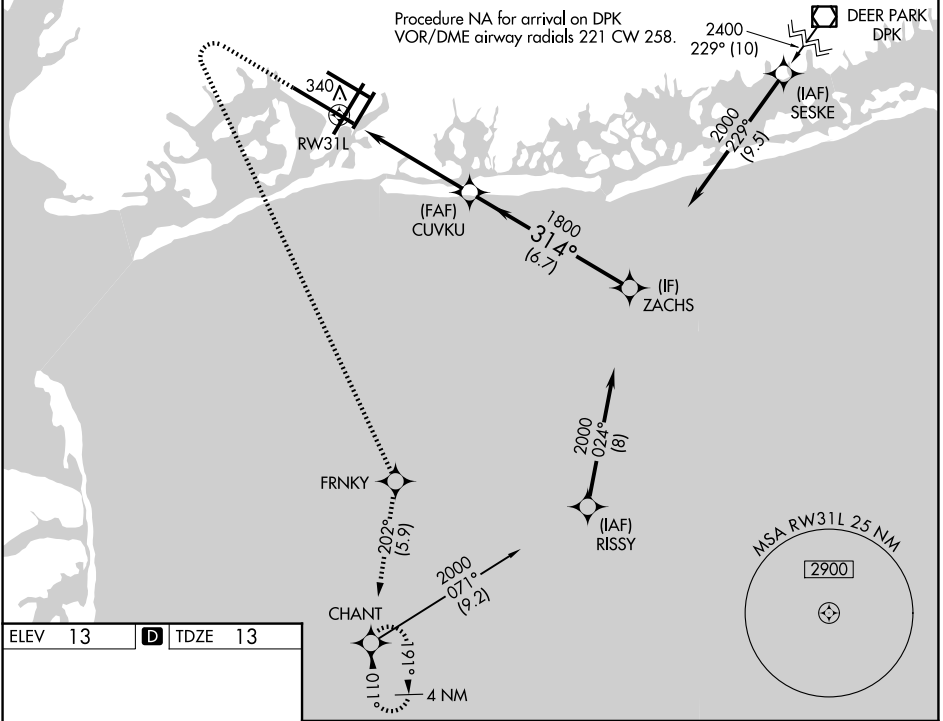 Procedure NA for arrival on DPK
VOR/DME airway radials 221 CW 258.
DEER PARK
DPK
2400
229° (10)
(IAF)
SESKE
2000
229°
(9.5)
340
RW31L
(FAF)
CUVKU
1800
314°
(6.7)
(IF)
ZACHS
2000
024°
(8)
FRNKY
(IAF)
RISSY
202°
(5.9)
2000
071°
(9.2)
CHANT
191°
011°
4 NM
MSA RW31L 25 NM
2900
ELEV 13 D TDZE 13